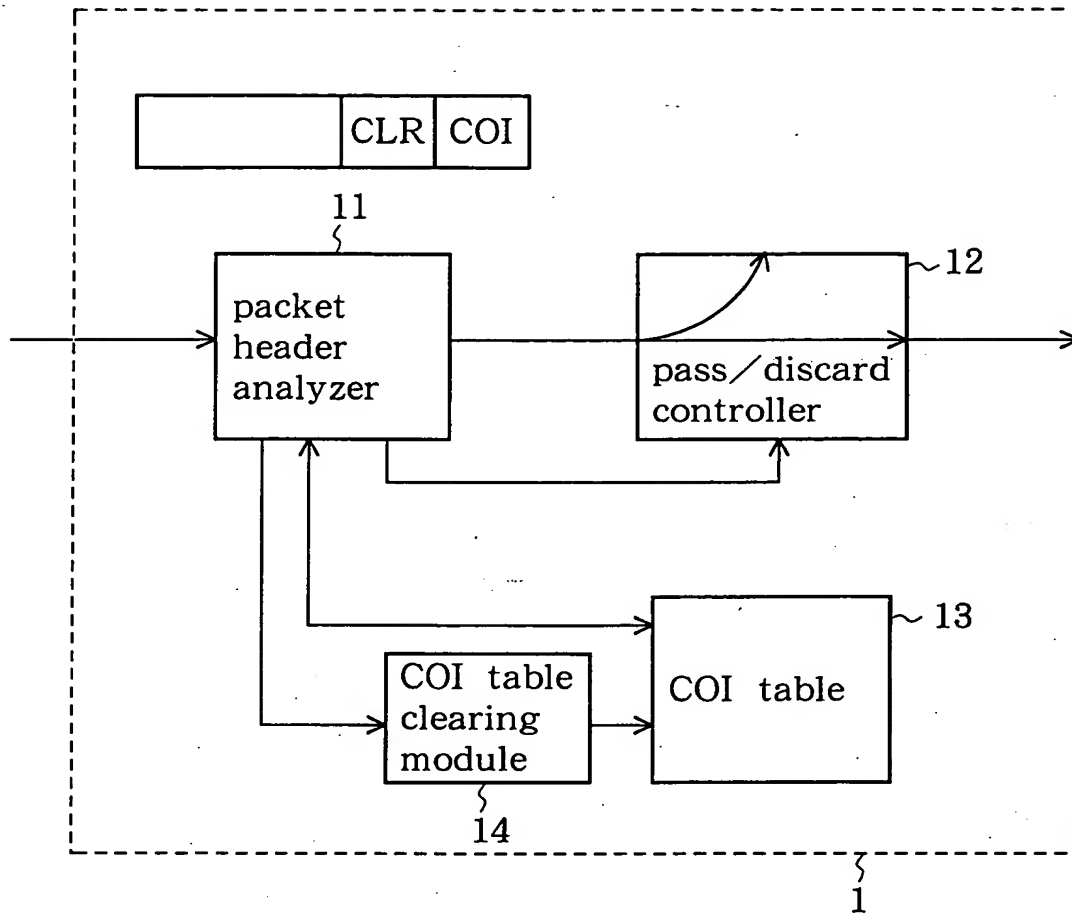 CLR COI
11
packet
header
analyzer
12
pass/discard
controller
13
COI table
COI table
clearing
module
14
1